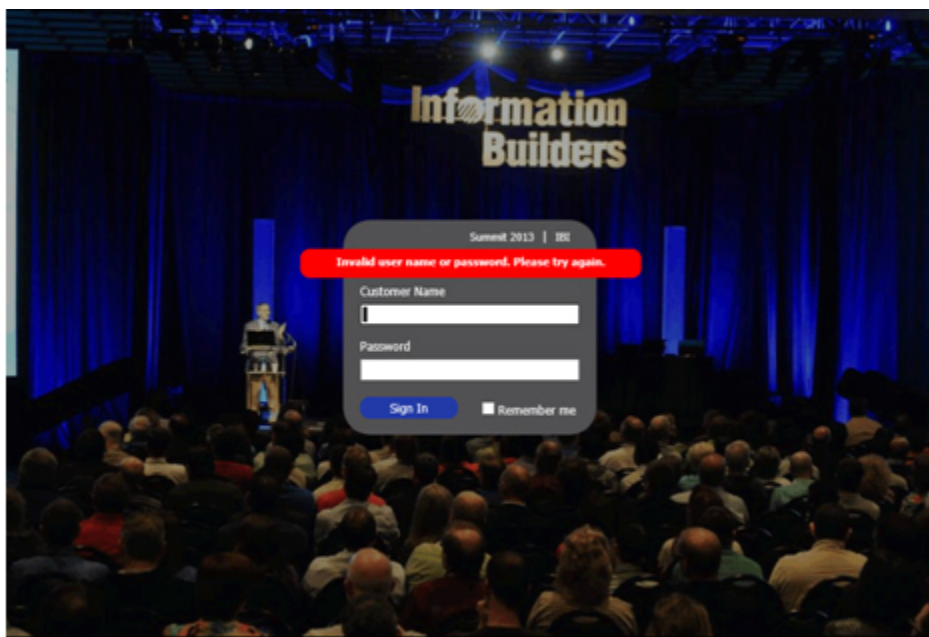 Information
Builders
Summit 2013 | IBI
Invalid user name or password. Please try again.
Customer Name
Password
Sign In
Remember me